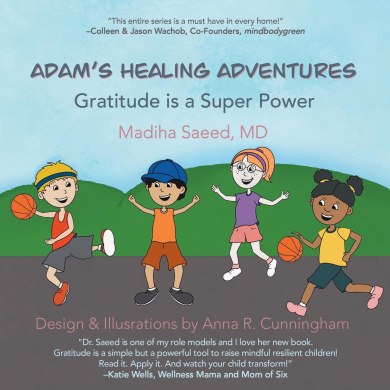 "This entire series is a must have in every home!"
–Colleen & Jason Wachob, Co-Founders, mindbodygreen
ADAM'S HEALING ADVENTURES
Gratitude is a Super Power
Madiha Saeed, MD
Design & Illusrations by Anna R. Cunningham
"Dr. Saeed is one of my role models and I love her new book.
Gratitude is a simple but a powerful tool to raise mindful resilient children!
Read it. Apply it. And watch your child transform!"
–Katie Wells, Wellness Mama and Mom of Six